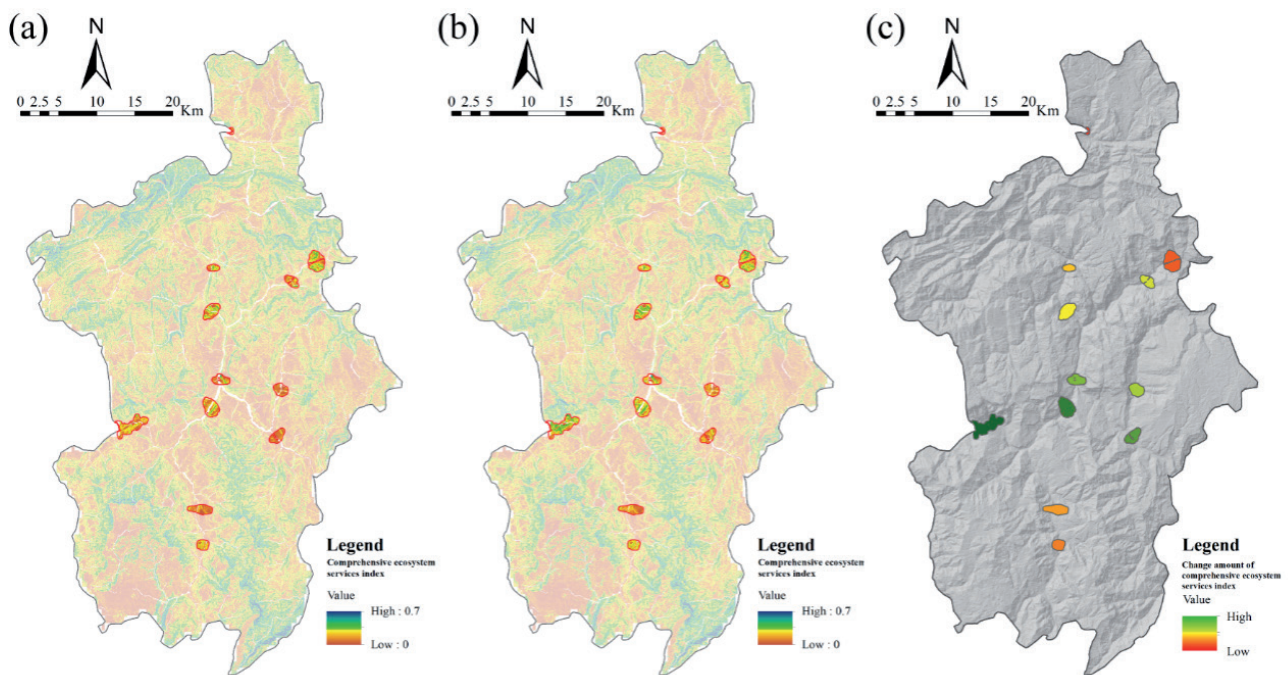 (a)
N
0 2.5 5 10 15 20
Km
Legend
Comprehensive ecosystem
services index
Value
High : 0.7
Low : 0
(b)
N
0 2.5 5 10 15 20
Km
Legend
Comprehensive ecosystem
services index
Value
High : 0.7
Low : 0
(c)
N
0 2.5 5 10 15 20
Km
Legend
Change amount of
comprehensive ecosystem
services index
Value
High
Low